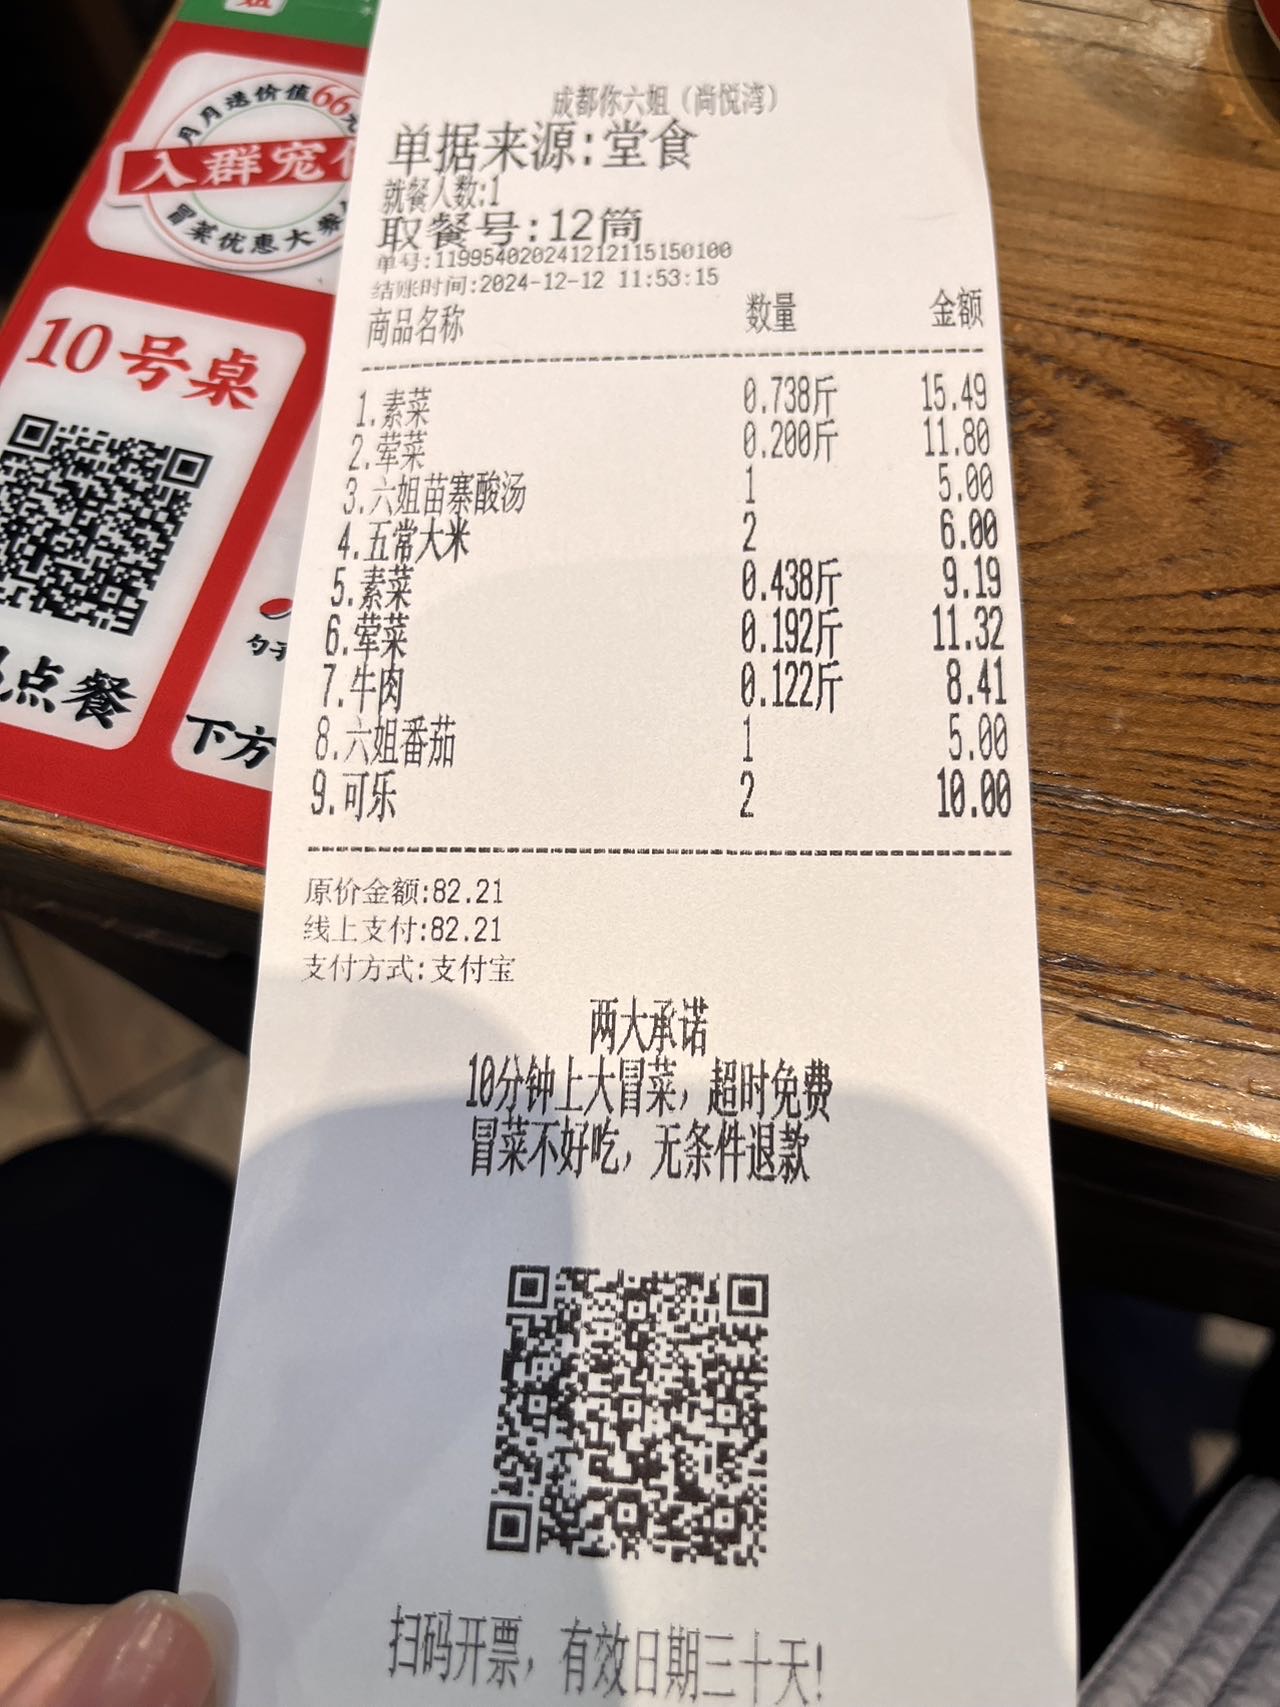 月月送价值66元
入群宠
冒菜优惠大
10号桌
点餐
下方
成都你六姐（尚悦湾）
单据来源:堂食
就餐人数:1
取餐号:12筒
单号:119954020241212115150100
结账时间:2024-12-12 11:53:15
商品名称 数量 金额
1.素菜 0.738斤 15.49
2.荤菜 0.200斤 11.80
3.六姐苗寨酸汤 1 5.00
4.五常大米 2 6.00
5.素菜 0.438斤 9.19
6.荤菜 0.192斤 11.32
7.牛肉 0.122斤 8.41
8.六姐番茄 1 5.00
9.可乐 2 10.00
原价金额:82.21
线上支付:82.21
支付方式:支付宝
两大承诺
10分钟上大冒菜，超时免费
冒菜不好吃，无条件退款
扫码开票，有效日期三十天!